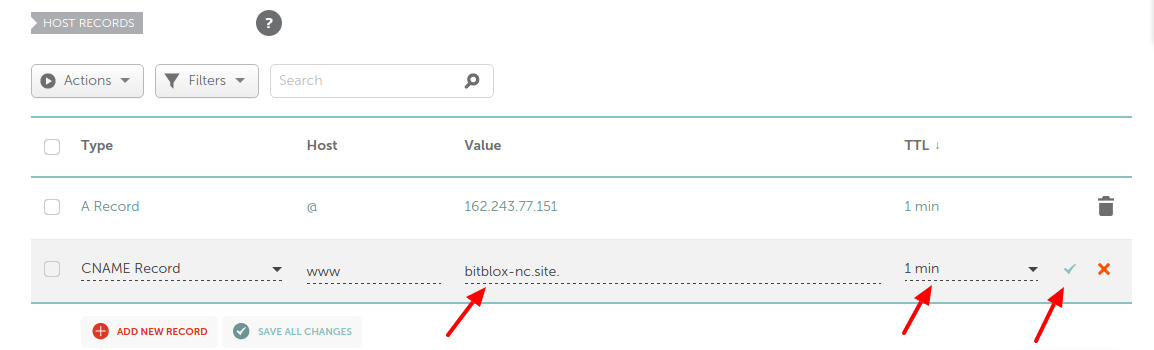 HOST RECORDS ?
Actions Filters Search
Type Host Value TTL ↓
A Record @ 162.243.77.151 1 min
CNAME Record www bitblox-nc.site. 1 min
ADD NEW RECORD SAVE ALL CHANGES